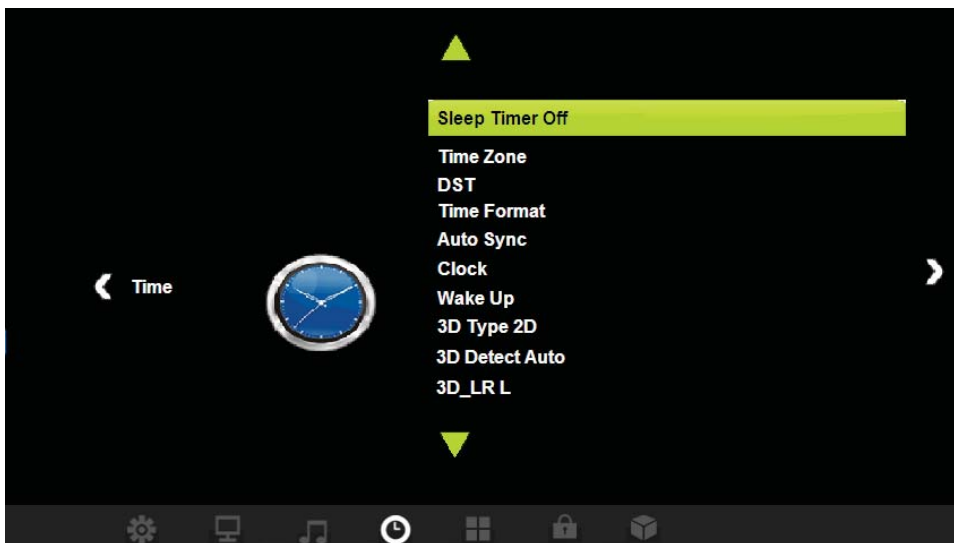 Sleep Timer Off
Time Zone
DST
Time Format
Auto Sync
Clock
Time
Wake Up
3D Type 2D
3D Detect Auto
3D_LR L